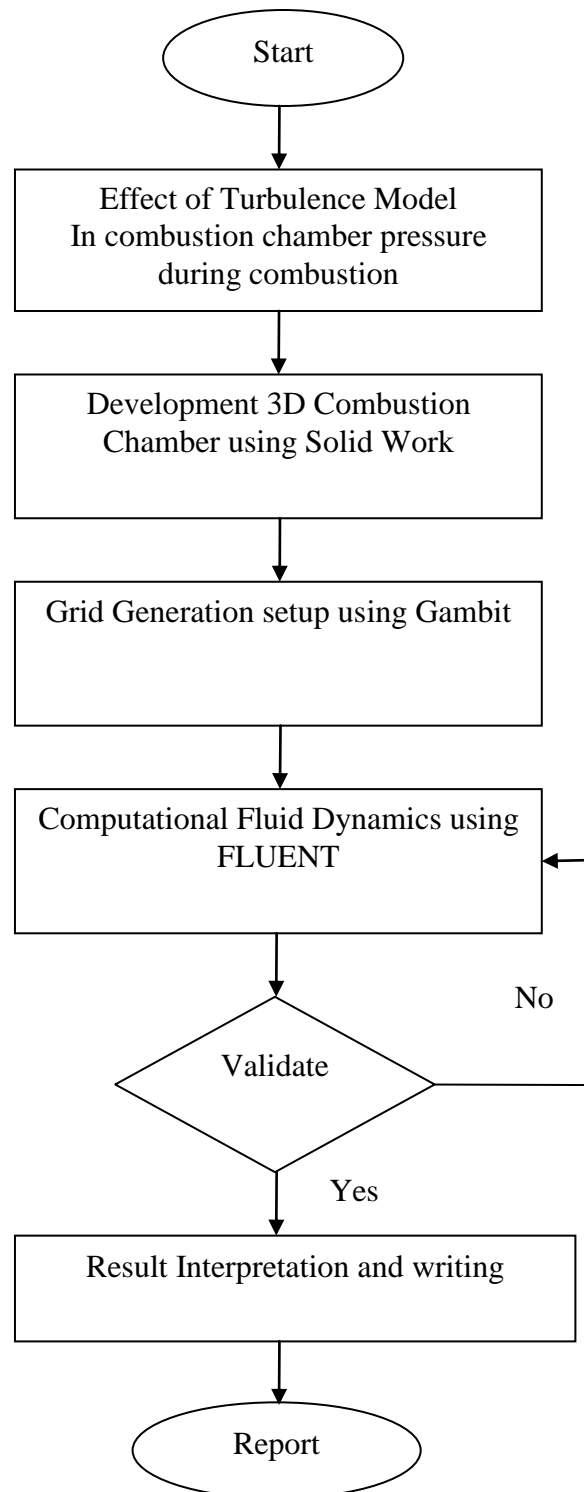 Start
Effect of Turbulence Model
In combustion chamber pressure
during combustion
Development 3D Combustion
Chamber using Solid Work
Grid Generation setup using Gambit
Computational Fluid Dynamics using
FLUENT
No
Validate
Yes
Result Interpretation and writing
Report